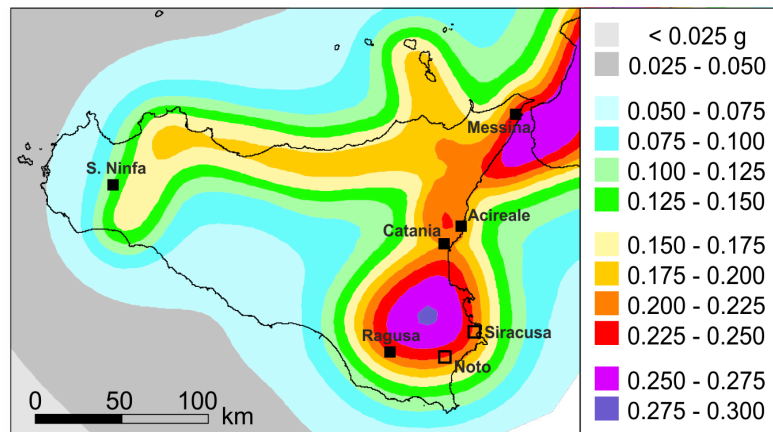 Messina
S. Ninfa
Acireale
Catania
Siracusa
Ragusa
Noto
0 50 100
km
< 0.025 g
0.025 - 0.050
0.050 - 0.075
0.075 - 0.100
0.100 - 0.125
0.125 - 0.150
0.150 - 0.175
0.175 - 0.200
0.200 - 0.225
0.225 - 0.250
0.250 - 0.275
0.275 - 0.300